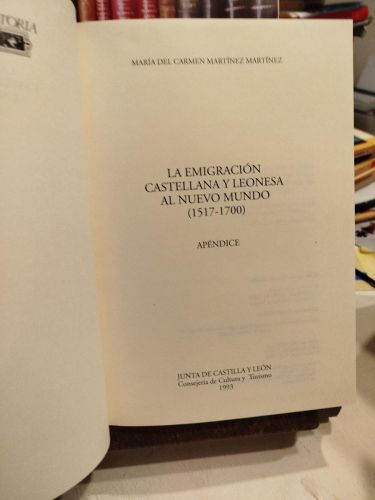 TORIA
MARÍA DEL CARMEN MARTÍNEZ MARTÍNEZ
LA EMIGRACIÓN
CASTELLANA Y LEONESA
AL NUEVO MUNDO
(1517-1700)
APÉNDICE
JUNTA DE CASTILLA Y LEÓN
Consejería de Cultura y Turismo
1993